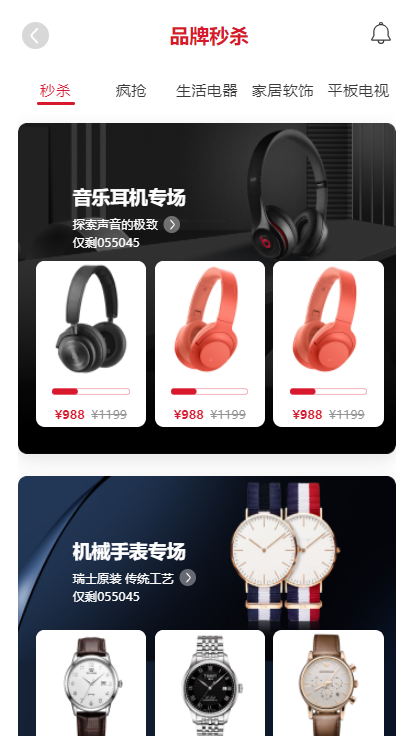 品牌秒杀
秒杀 疯抢 生活电器 家居软饰 平板电视
音乐耳机专场
探索声音的极致
仅剩055045
¥988 ¥1199 ¥988 ¥1199 ¥988 ¥1199
机械手表专场
瑞士原装 传统工艺
仅剩055045